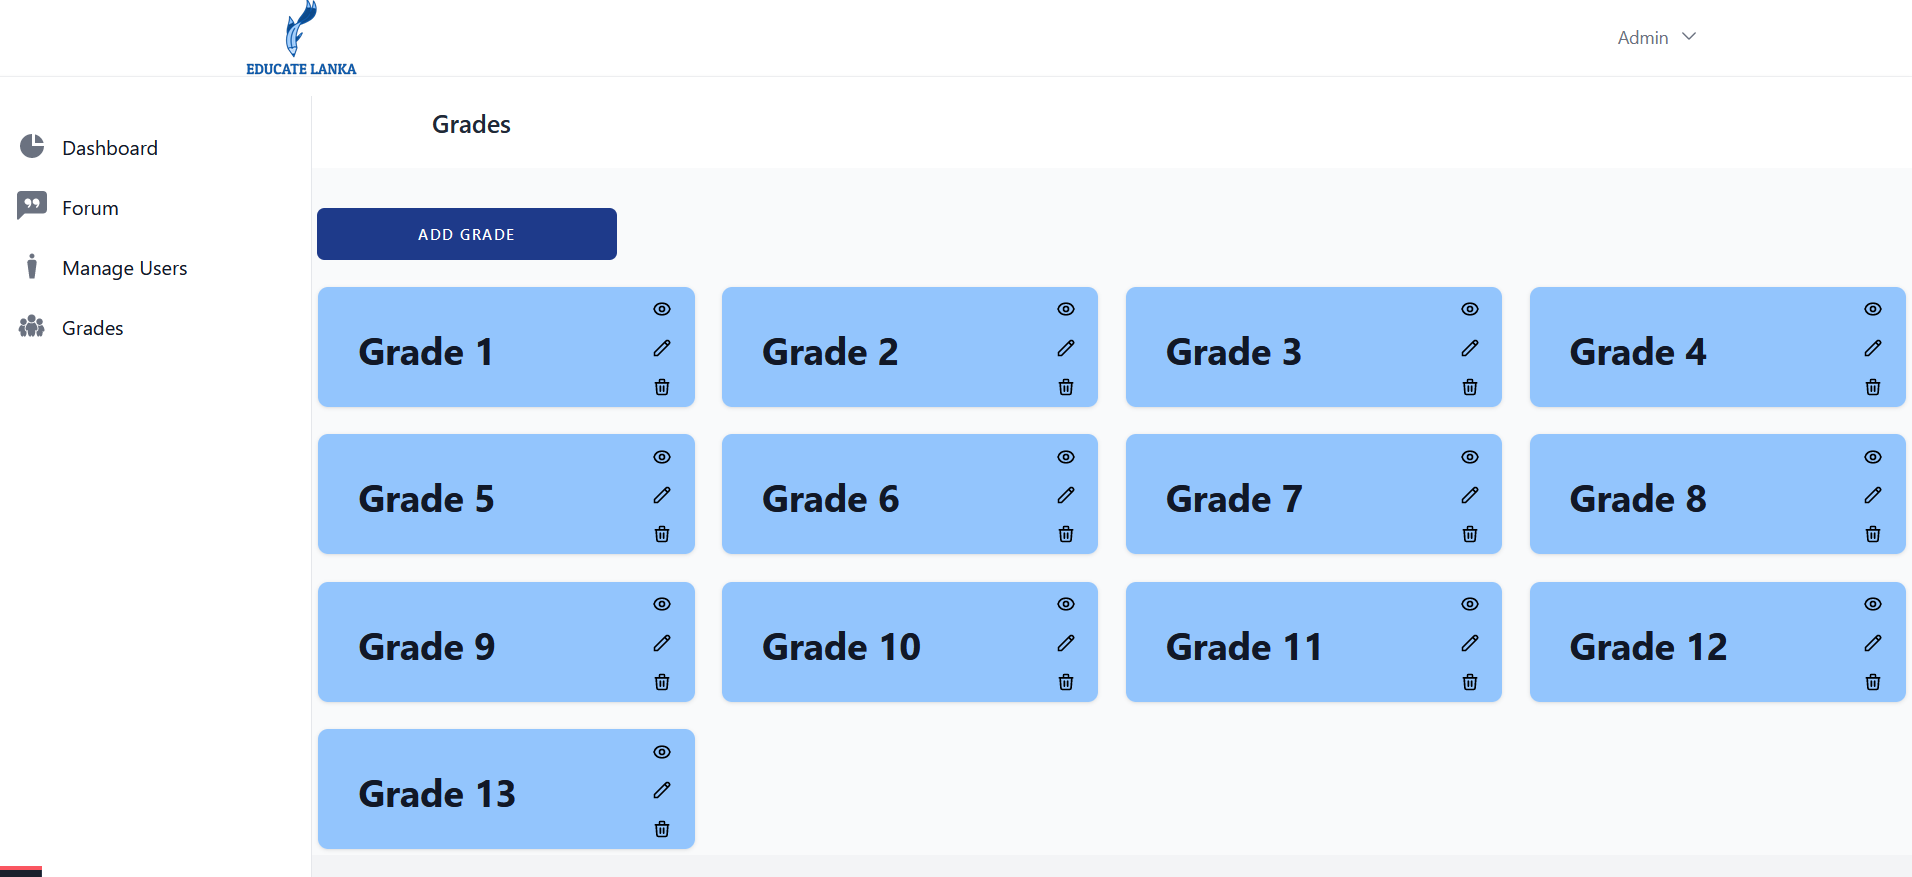 EDUCATE LANKA
Admin
Dashboard
Forum
Manage Users
Grades
Grades
ADD GRADE
Grade 1
Grade 2
Grade 3
Grade 4
Grade 5
Grade 6
Grade 7
Grade 8
Grade 9
Grade 10
Grade 11
Grade 12
Grade 13